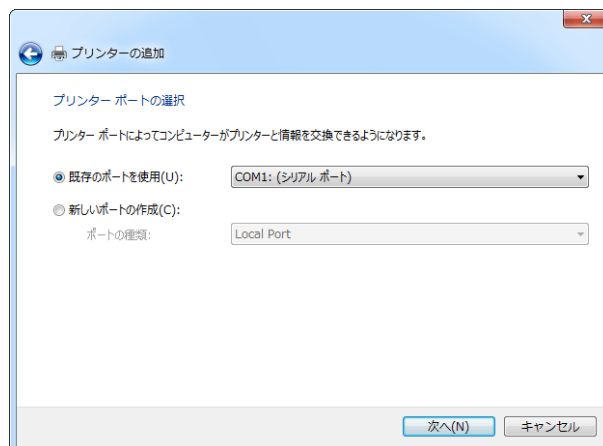 プリンターの追加
プリンター ポートの選択
プリンター ポートによってコンピューターがプリンターと情報を交換できるようになります。
既存のポートを使用(U): COM1: (シリアル ポート)
新しいポートの作成(C):
ポートの種類: Local Port
次へ(N) キャンセル